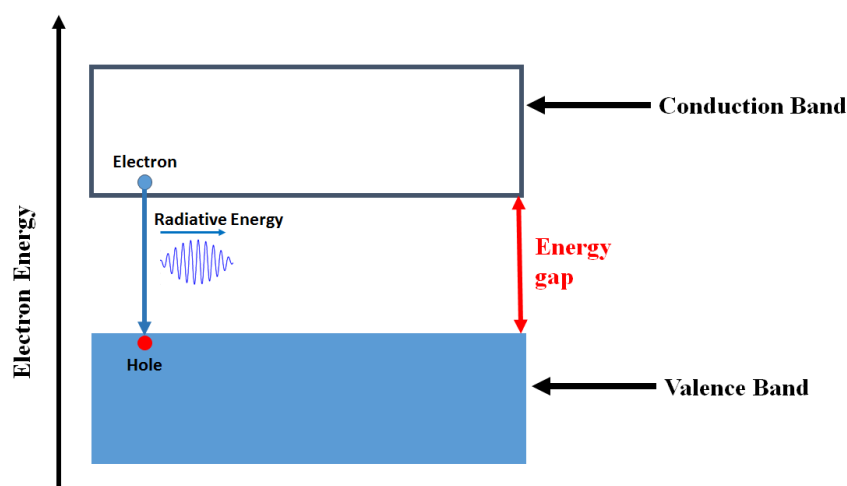 Conduction Band
Electron
Radiative Energy
Energy
gap
Electron Energy
Hole
Valence Band